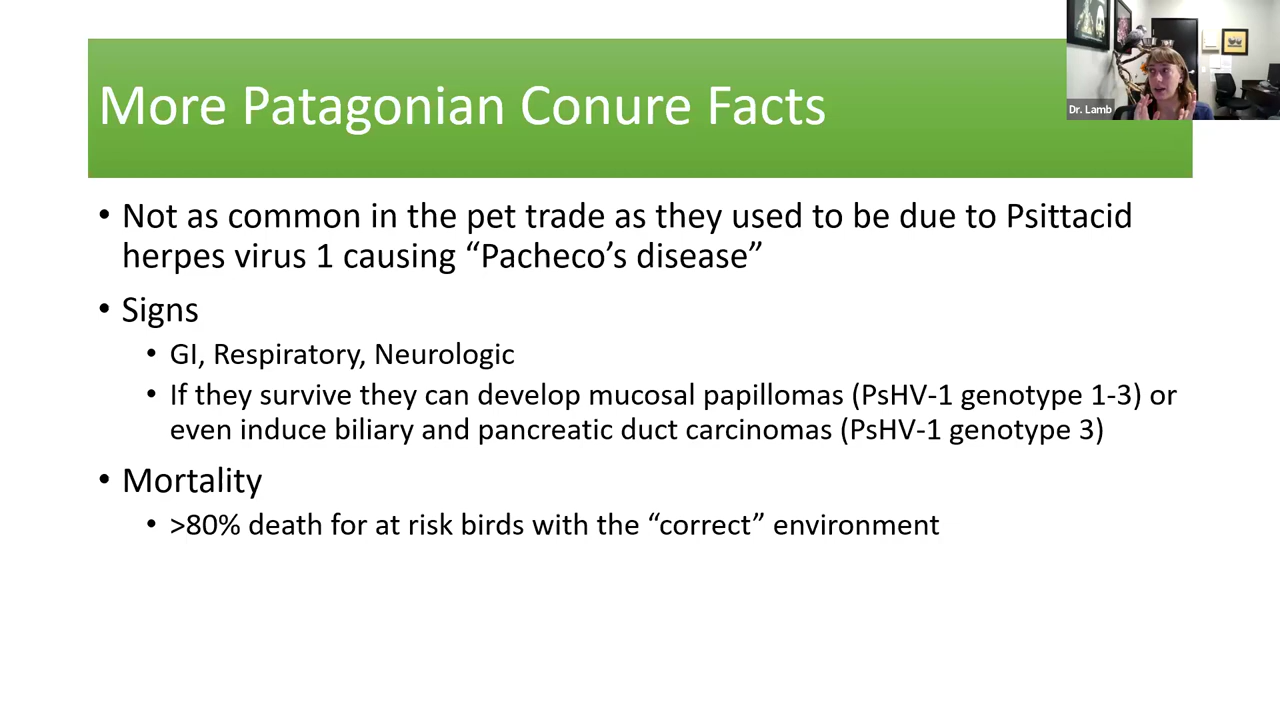 More Patagonian Conure Facts
Dr. Lamb
• Not as common in the pet trade as they used to be due to Psittacid
herpes virus 1 causing “Pacheco’s disease”
• Signs
• GI, Respiratory, Neurologic
• If they survive they can develop mucosal papillomas (PsHV-1 genotype 1-3) or
even induce biliary and pancreatic duct carcinomas (PsHV-1 genotype 3)
• Mortality
• >80% death for at risk birds with the “correct” environment